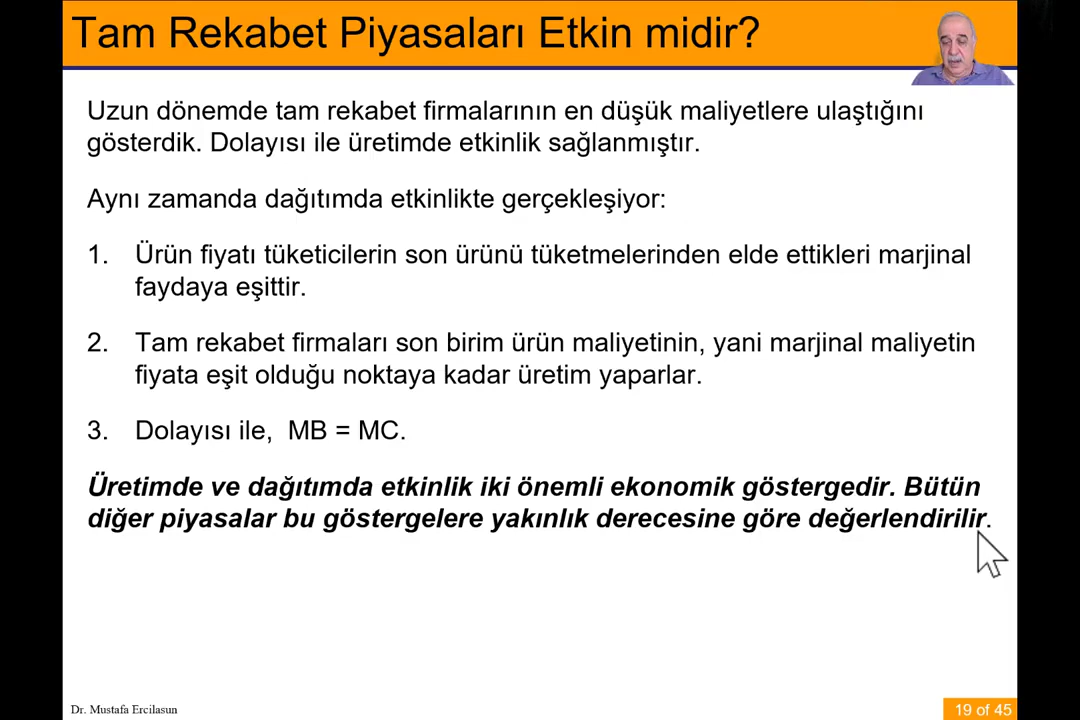 Tam Rekabet Piyasaları Etkin midir?
Uzun dönemde tam rekabet firmalarının en düşük maliyetlere ulaştığını
gösterdik. Dolayısı ile üretimde etkinlik sağlanmıştır.
Aynı zamanda dağıtımda etkinlikte gerçekleşiyor:
1. Ürün fiyatı tüketicilerin son ürünü tüketmelerinden elde ettikleri marjinal
faydaya eşittir.
2. Tam rekabet firmaları son birim ürün maliyetinin, yani marjinal maliyetin
fiyata eşit olduğu noktaya kadar üretim yaparlar.
3. Dolayısı ile, MB = MC.
Üretimde ve dağıtımda etkinlik iki önemli ekonomik göstergedir. Bütün
diğer piyasalar bu göstergelere yakınlık derecesine göre değerlendirilir.
Dr. Mustafa Ercilasun
19 of 45